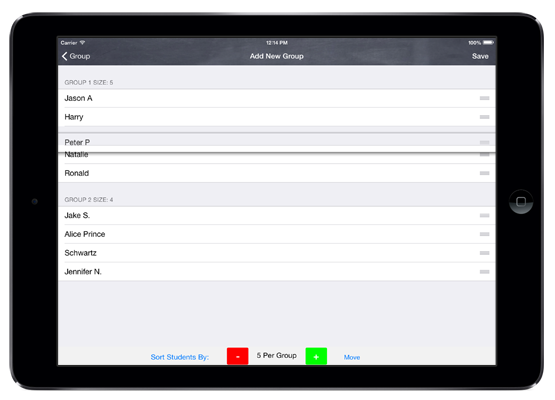 Carrier 12:14 PM 100%
Group Add New Group Save
GROUP 1 SIZE: 5
Jason A
Harry
Peter P
Natalie
Ronald
GROUP 2 SIZE: 4
Jake S.
Alice Prince
Schwartz
Jennifer N.
Sort Students By: - 5 Per Group + Move